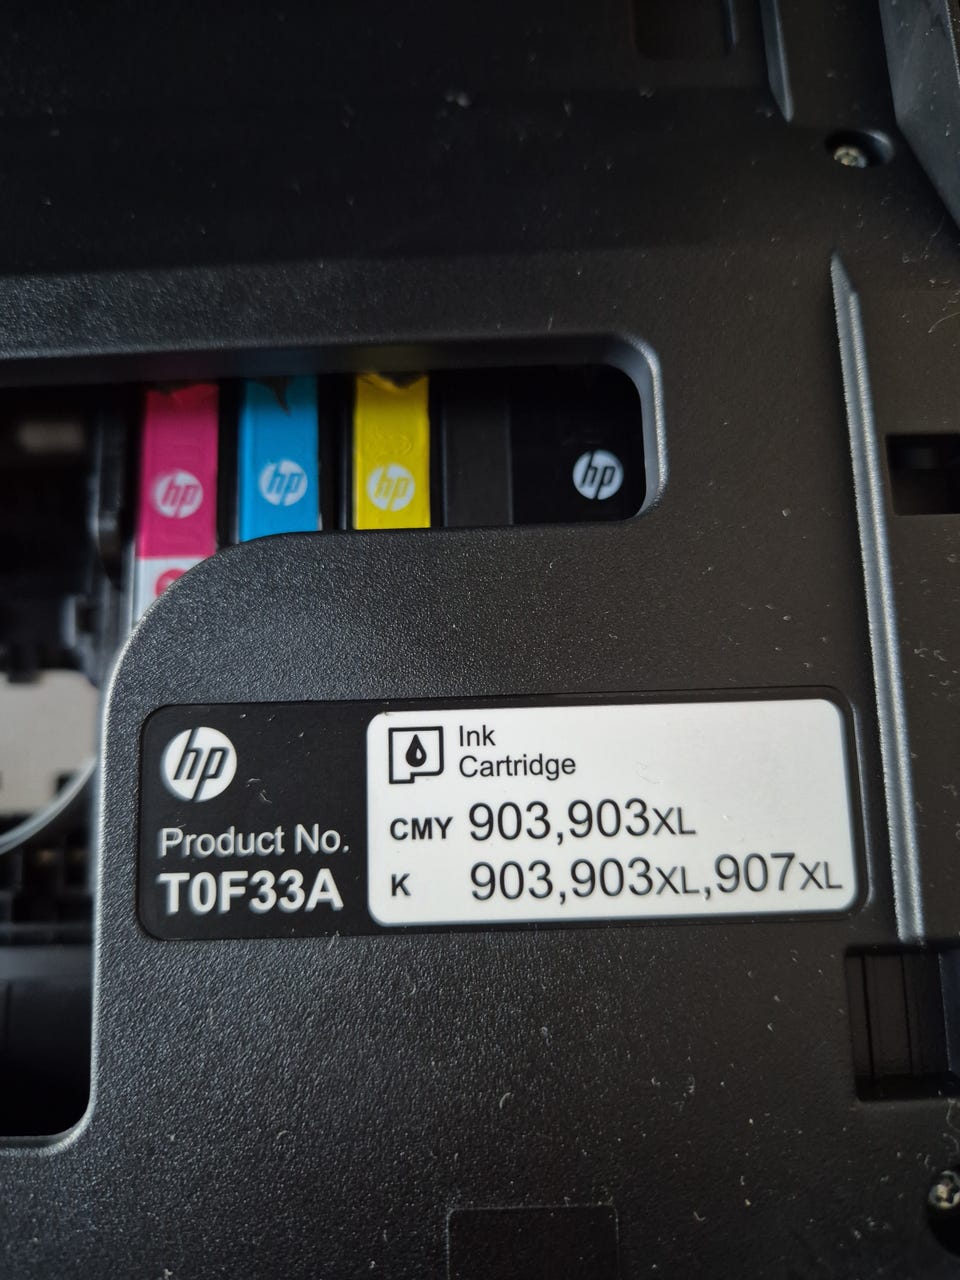 hp
hp
hp
hp
hp
Product No.
T0F33A
Ink
Cartridge
CMY 903,903XL
K 903,903XL,907XL